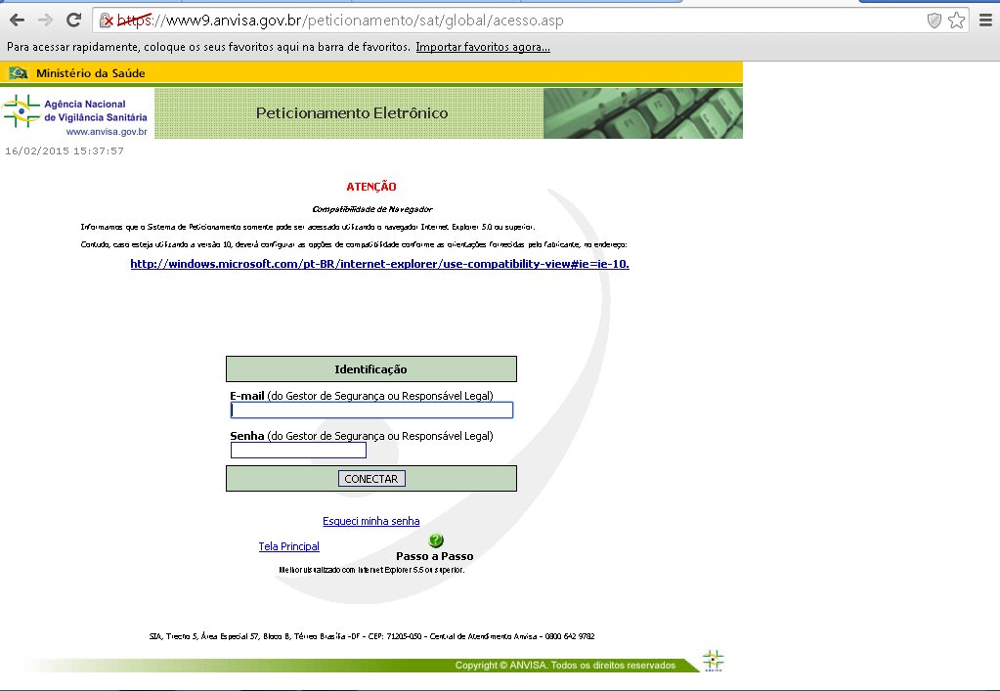 https://www9.anvisa.gov.br/peticionamento/sat/global/acesso.asp
Para acessar rapidamente, coloque os seus favoritos aqui na barra de favoritos. Importar favoritos agora...
Ministério da Saúde
Agência Nacional
de Vigilância Sanitária
www.anvisa.gov.br
Peticionamento Eletrônico
16/02/2015 15:37:57
ATENÇÃO
Compatibilidade de Navegador
Informamos que o Sistema de Peticionamento somente pode ser acessado utilizando o navegador Internet Explorer 5.0 ou superior.
Contudo, caso esteja utilizando a versão 10, deverá configurar as opções de compatibilidade conforme as orientações fornecidas pelo fabricante, no endereço:
http://windows.microsoft.com/pt-BR/internet-explorer/use-compatibility-view#ie=ie-10.
Identificação
E-mail (do Gestor de Segurança ou Responsável Legal)
Senha (do Gestor de Segurança ou Responsável Legal)
CONECTAR
Esqueci minha senha
Tela Principal
Passo a Passo
Melhor visualizado com Internet Explorer 5.5 ou superior.
SIA, Trecho 5, Área Especial 57, Bloco B, Térreo Brasília -DF - CEP: 71205-050 - Central de Atendimento Anvisa - 0800 642 9782
Copyright © ANVISA. Todos os direitos reservados
ANVISA